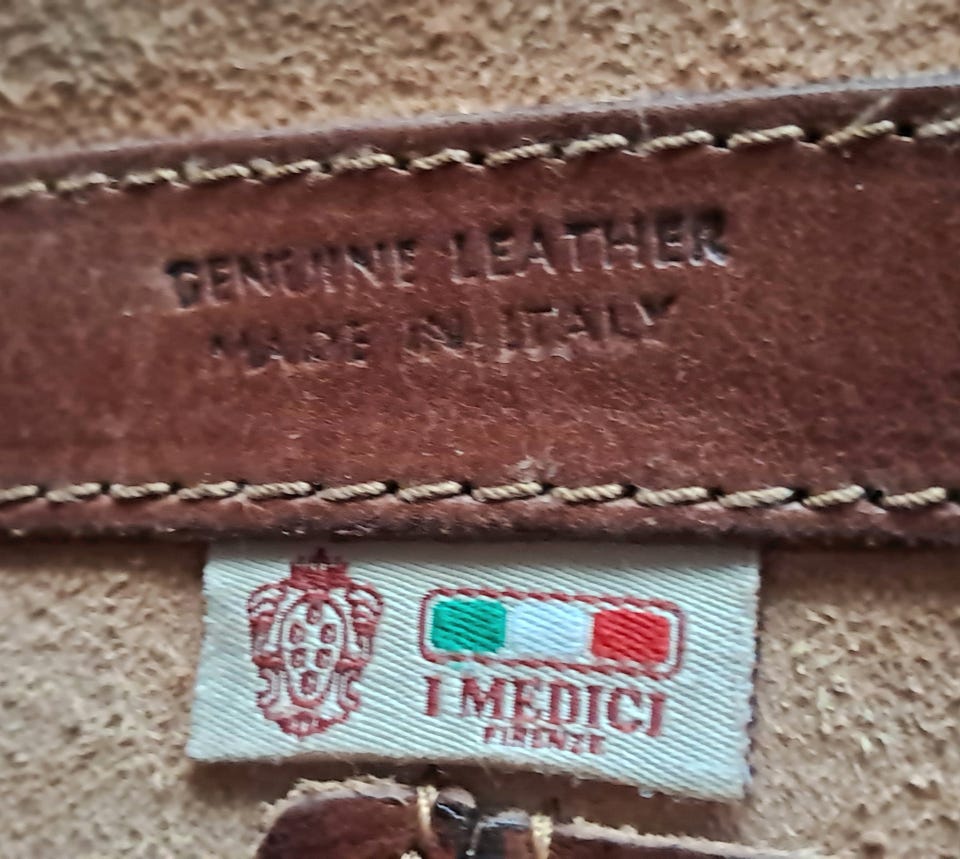 GENUINE LEATHER
MADE IN ITALY
I MEDICI
FIRENZE